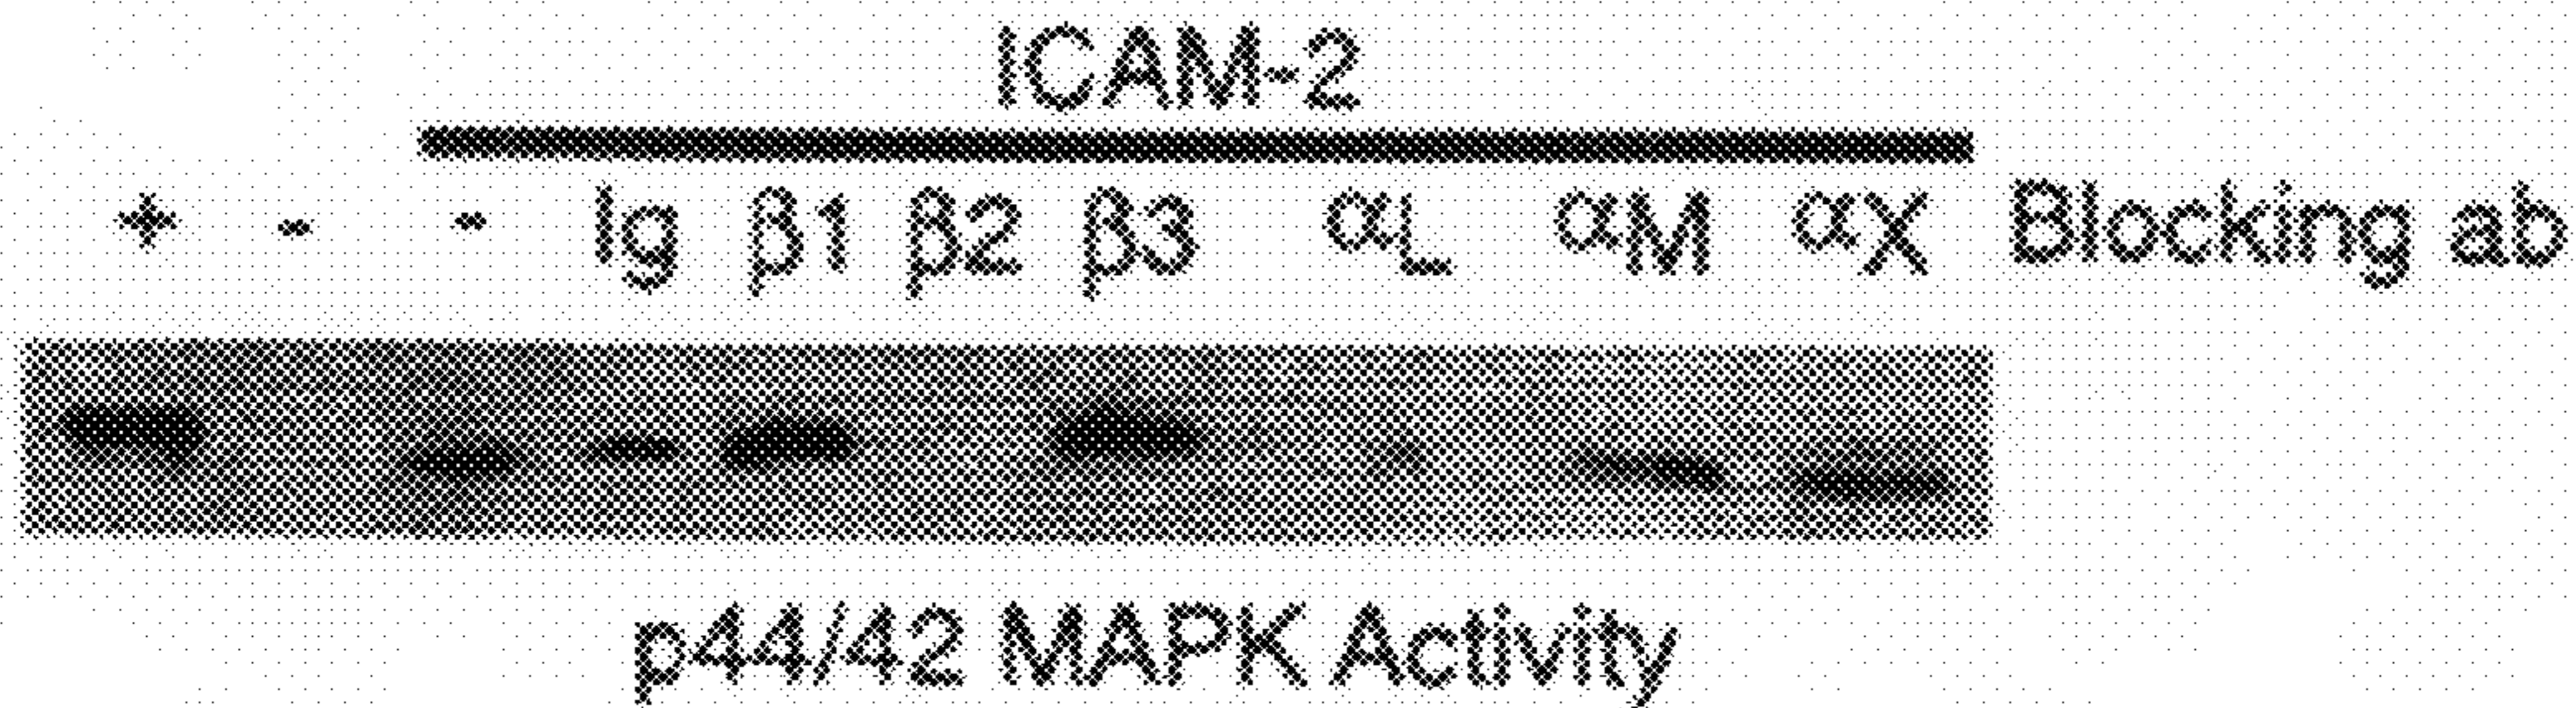 ICAM-2
+ - - Ig β1 β2 β3 αL αM αX Blocking ab
p44/42 MAPK Activity